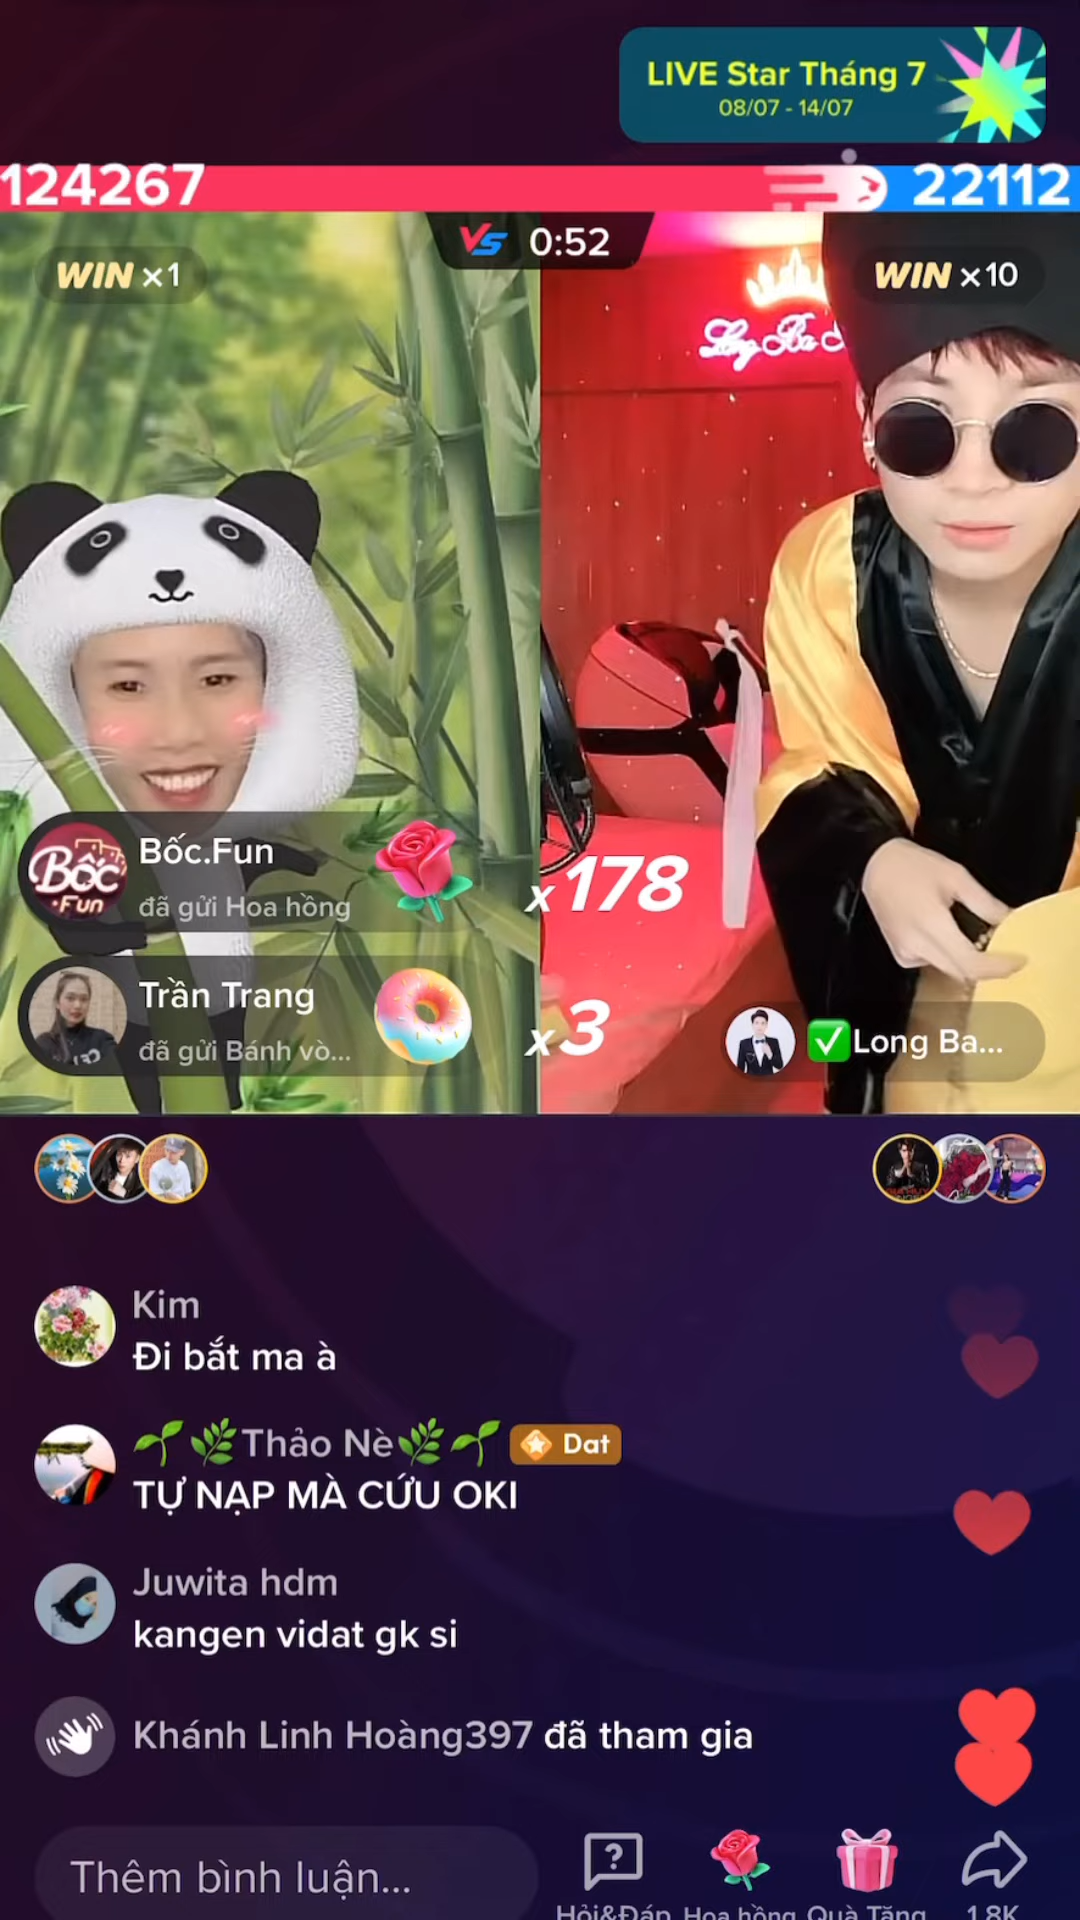 LIVE Star Tháng 7
08/07 - 14/07
124267
22112
VS 0:52
WIN x1
WIN x10
Bốc.Fun
đã gửi Hoa hồng
x178
Bốc
.Fun
Trần Trang
đã gửi Bánh vò...
x3
✅Long Ba...
Kim
Đi bắt ma à
🌱🌿Thảo Nè🌿🌱 Dat
TỰ NẠP MÀ CỨU OKI
Juwita hdm
kangen vidat gk si
Khánh Linh Hoàng397 đã tham gia
Thêm bình luận...
Hỏi&Đáp
Hoa hồng
Quà Tặng
1.8K